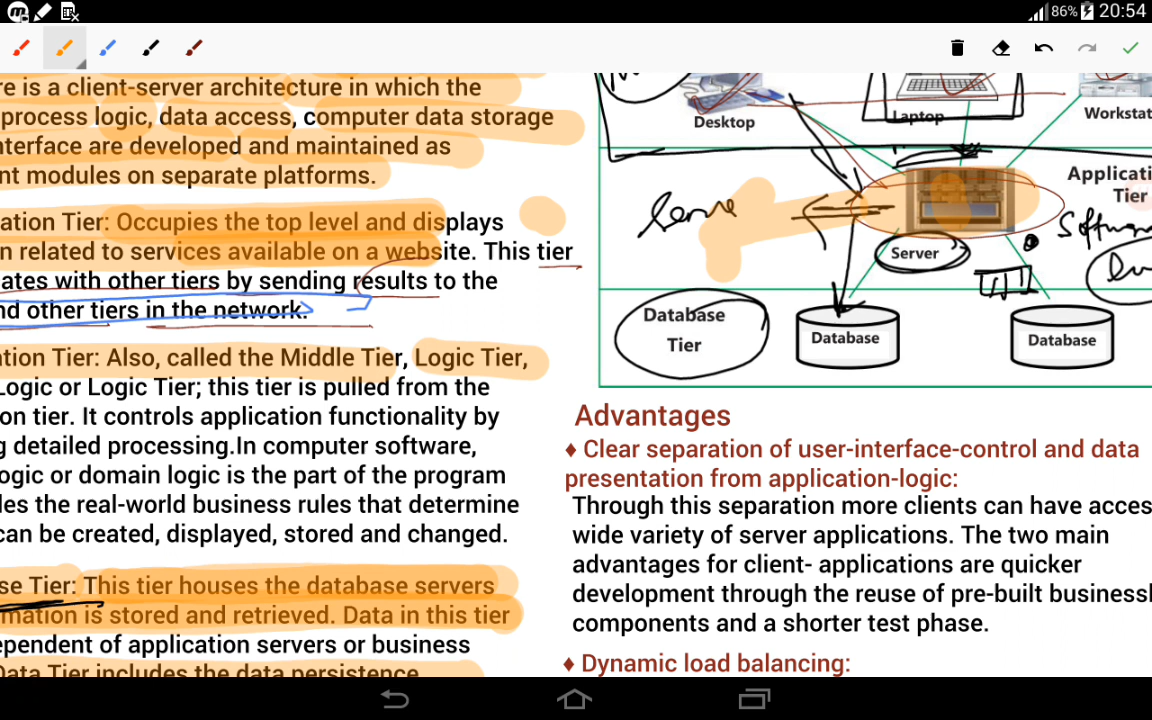 86% 20:54
re is a client-server architecture in which the
process logic, data access, computer data storage
nterface are developed and maintained as
nt modules on separate platforms.
ation Tier: Occupies the top level and displays
n related to services available on a website. This tier
ates with other tiers by sending results to the
nd other tiers in the network.
ation Tier: Also, called the Middle Tier, Logic Tier,
Logic or Logic Tier; this tier is pulled from the
on tier. It controls application functionality by
g detailed processing.In computer software,
ogic or domain logic is the part of the program
les the real-world business rules that determine
can be created, displayed, stored and changed.
se Tier: This tier houses the database servers
mation is stored and retrieved. Data in this tier
ependent of application servers or business
Data Tier includes the data persistence
Desktop
Laptop
Workstat
Applicati
Tier
Server
Database
Tier
Database
Database
Advantages
♦ Clear separation of user-interface-control and data
presentation from application-logic:
Through this separation more clients can have acces
wide variety of server applications. The two main
advantages for client- applications are quicker
development through the reuse of pre-built business
components and a shorter test phase.
♦ Dynamic load balancing: